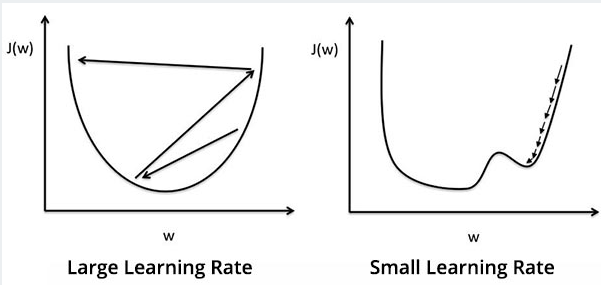 J(w)
w
Large Learning Rate
J(w)
w
Small Learning Rate